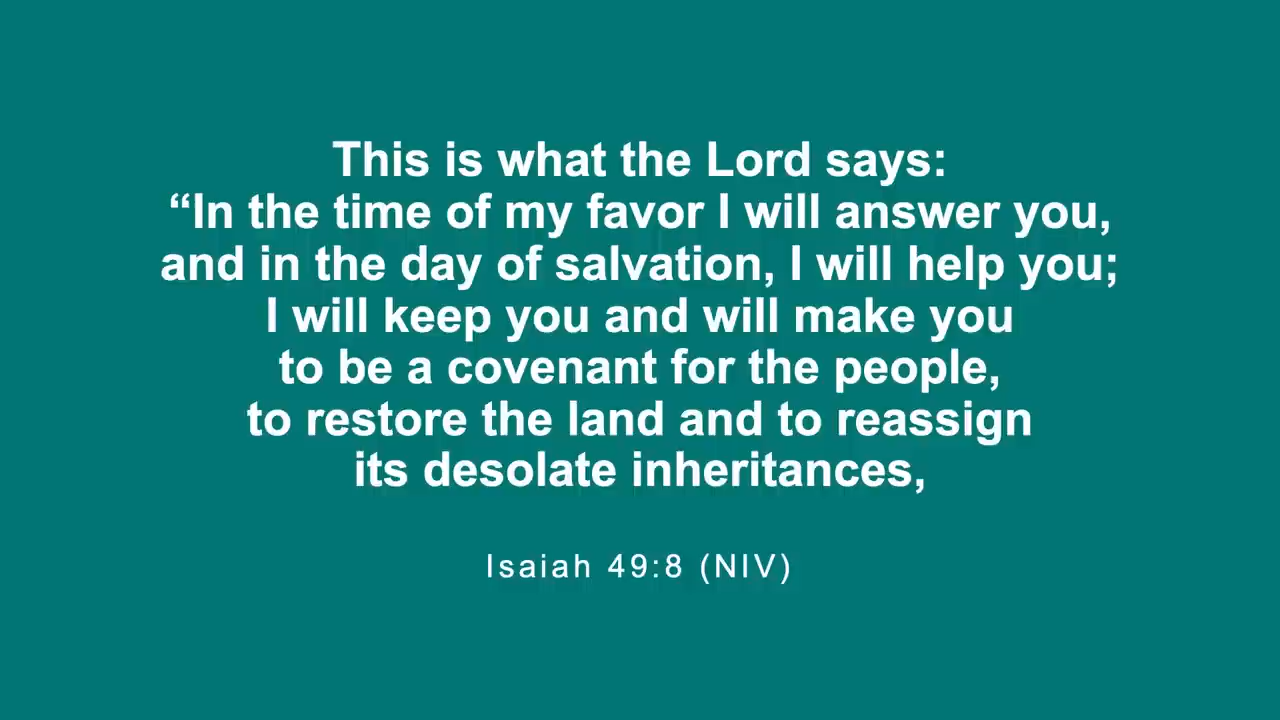 This is what the Lord says:
“In the time of my favor I will answer you,
and in the day of salvation, I will help you;
I will keep you and will make you
to be a covenant for the people,
to restore the land and to reassign
its desolate inheritances,
Isaiah 49:8 (NIV)